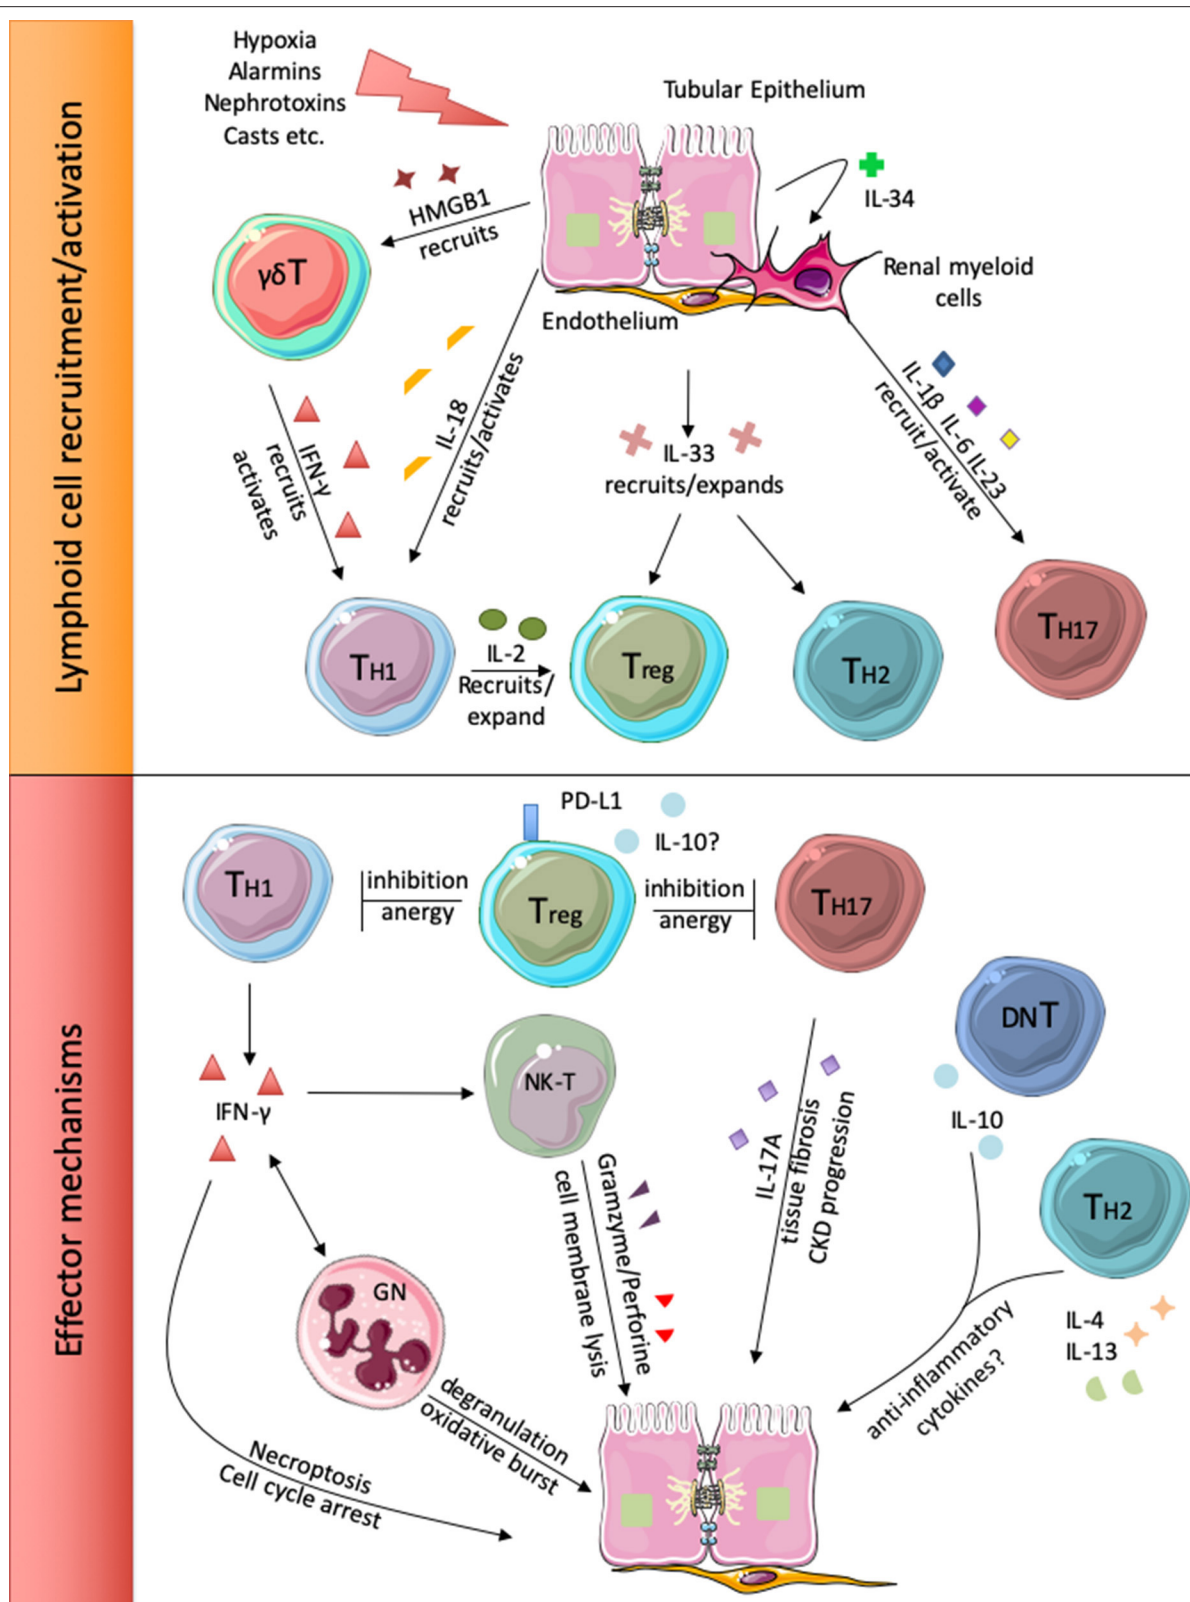 Lymphoid cell recruitment/activation
Hypoxia
Alarmins
Nephrotoxins
Casts etc.
Tubular Epithelium
IL-34
HMGB1
recruits
γδT
Renal myeloid
cells
Endothelium
IFN-γ
recruits
activates
IL-18
recruits/activates
IL-33
recruits/expands
IL-1β IL-6 IL-23
recruit/activate
TH1
IL-2
Recruits/
expand
Treg
TH2
TH17
Effector mechanisms
PD-L1
IL-10?
TH1
inhibition
anergy
Treg
inhibition
anergy
TH17
DNT
IL-10
NK-T
IFN-γ
Gramzyme/Perforine
cell membrane lysis
IL-17A
tissue fibrosis
CKD progression
TH2
IL-4
IL-13
anti-inflammatory
cytokines?
GN
degranulation
oxidative burst
Necroptosis
Cell cycle arrest